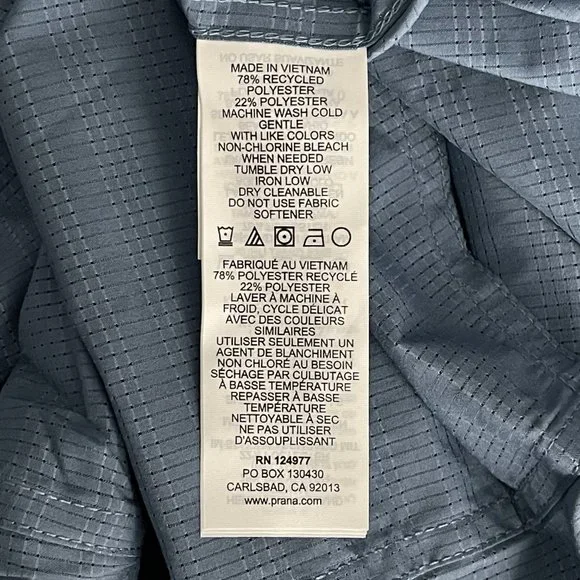 MADE IN VIETNAM
78% RECYCLED
POLYESTER
22% POLYESTER
MACHINE WASH COLD
GENTLE
WITH LIKE COLORS
NON-CHLORINE BLEACH
WHEN NEEDED
TUMBLE DRY LOW
IRON LOW
DRY CLEANABLE
DO NOT USE FABRIC
SOFTENER
FABRIQUÉ AU VIETNAM
78% POLYESTER RECYCLÉ
22% POLYESTER
LAVER À MACHINE À
FROID, CYCLE DÉLICAT
AVEC DES COULEURS
SIMILAIRES
UTILISER SEULEMENT UN
AGENT DE BLANCHIMENT
NON CHLORÉ AU BESOIN
SÉCHAGE PAR CULBUTAGE
À BASSE TEMPÉRATURE
REPASSER À BASSE
TEMPÉRATURE
NETTOYABLE À SEC
NE PAS UTILISER
D'ASSOUPLISSANT
RN 124977
PO BOX 130430
CARLSBAD, CA 92013
www.prana.com